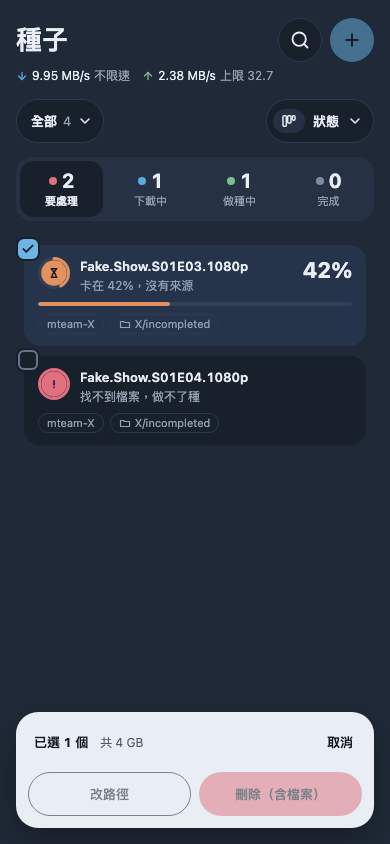 種子
9.95 MB/s 不限速 2.38 MB/s 上限 32.7
全部 4
狀態
2 1 1 0
要處理 下載中 做種中 完成
Fake.Show.S01E03.1080p 42%
卡在 42%，沒有來源
mteam-X X/incompleted
Fake.Show.S01E04.1080p
找不到檔案，做不了種
mteam-X X/incompleted
已選 1 個 共 4 GB 取消
改路徑 刪除（含檔案）